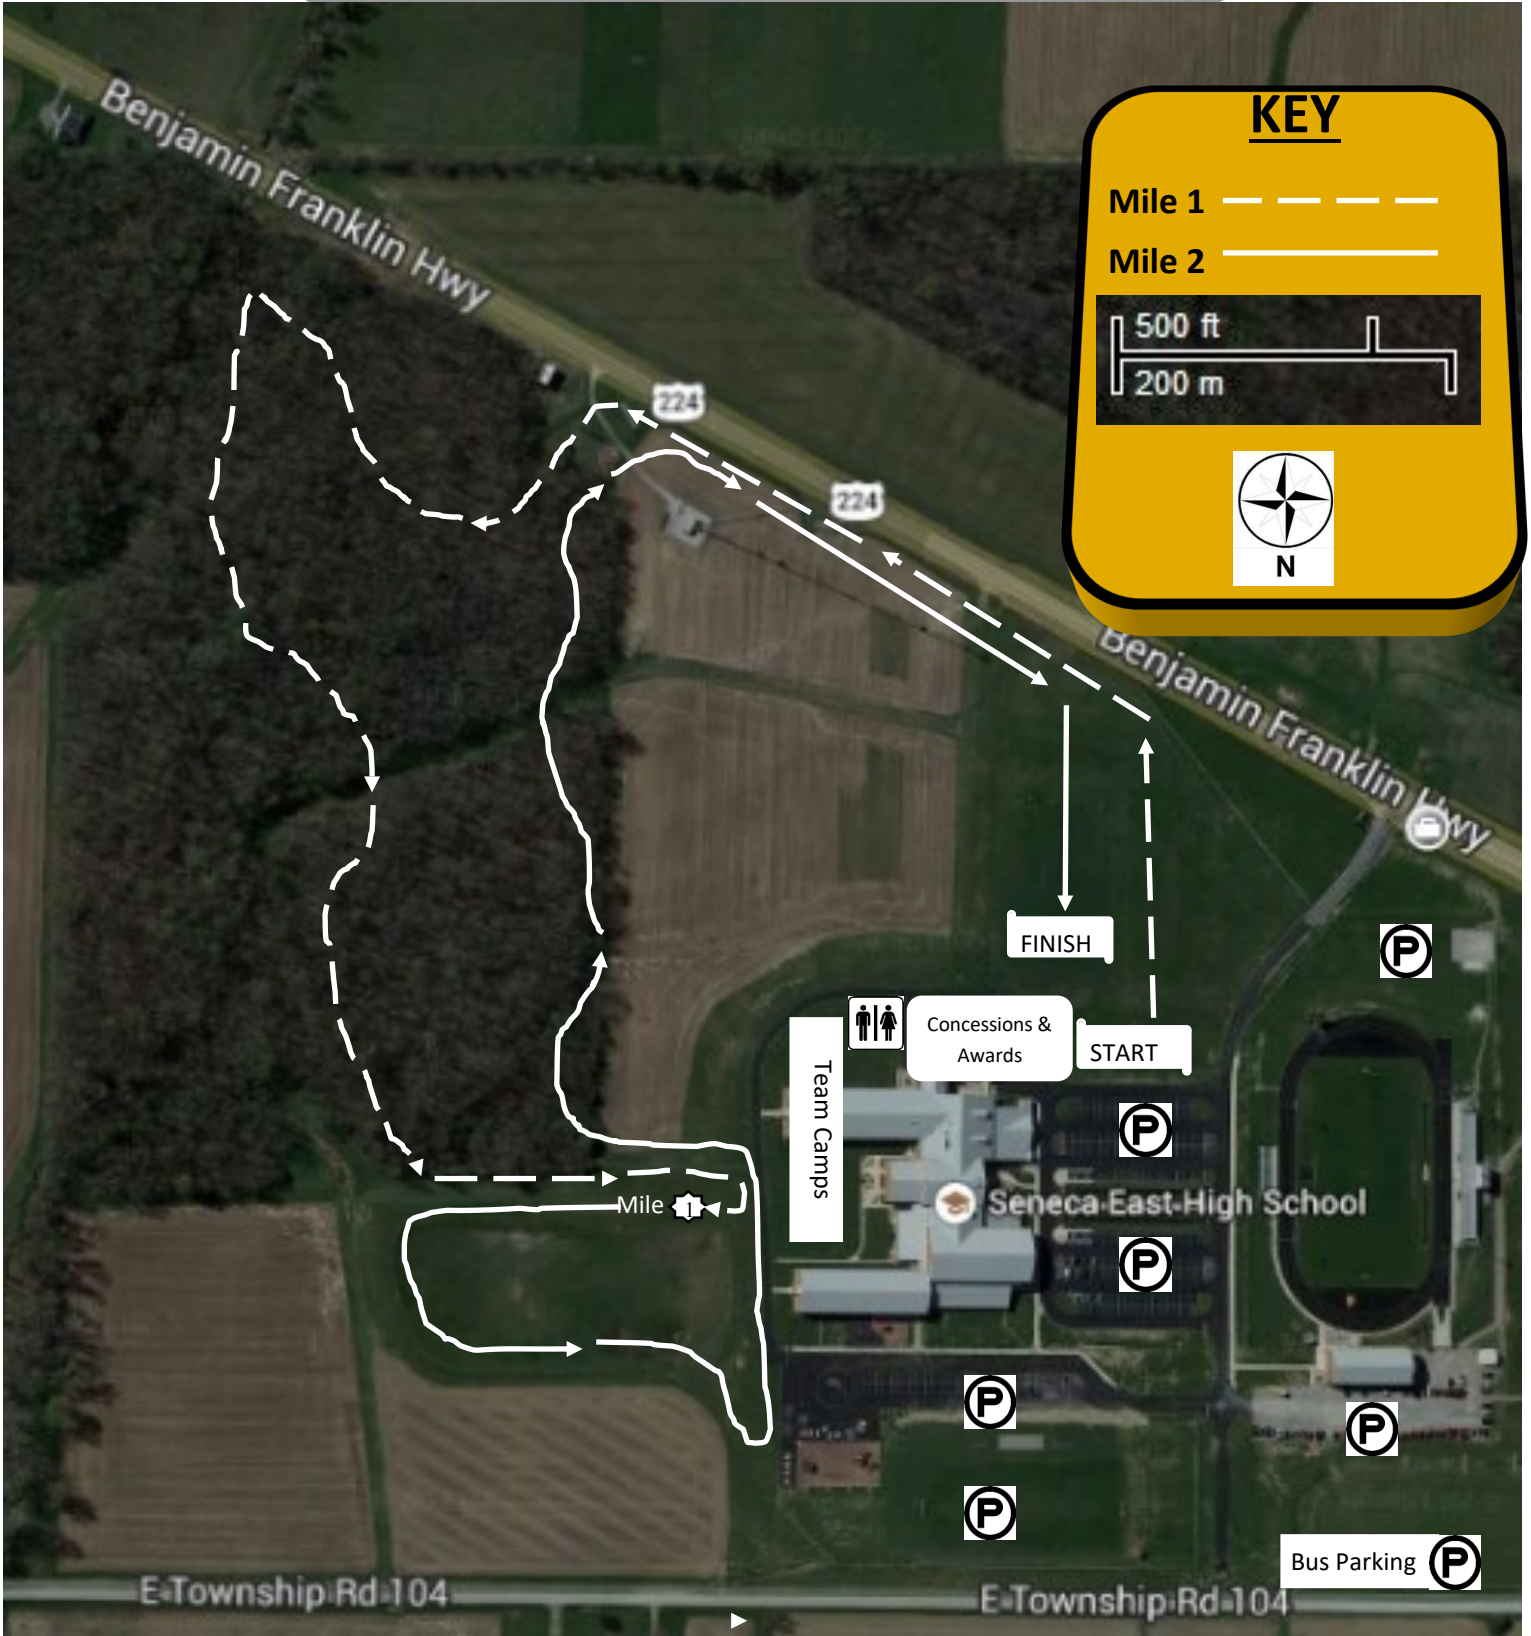 KEY
Mile 1
Mile 2
500 ft
200 m
N
Benjamin Franklin Hwy
224
224
Benjamin Franklin Hwy
P
FINISH
Concessions &
Awards
START
Team Camps
P
Mile 1
Seneca East High School
P
P
P
P
Bus Parking P
E Township Rd 104
E Township Rd 104